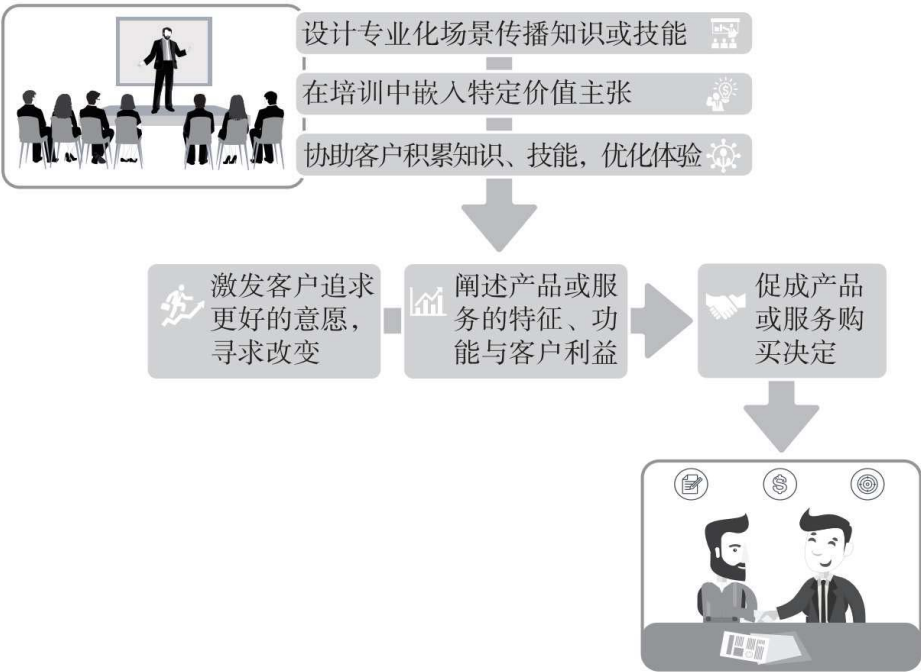 设计专业化场景传播知识或技能
在培训中嵌入特定价值主张
协助客户积累知识、技能，优化体验
激发客户追求
更好的意愿，
寻求改变
阐述产品或服
务的特征、功
能与客户利益
促成产品
或服务购
买决定